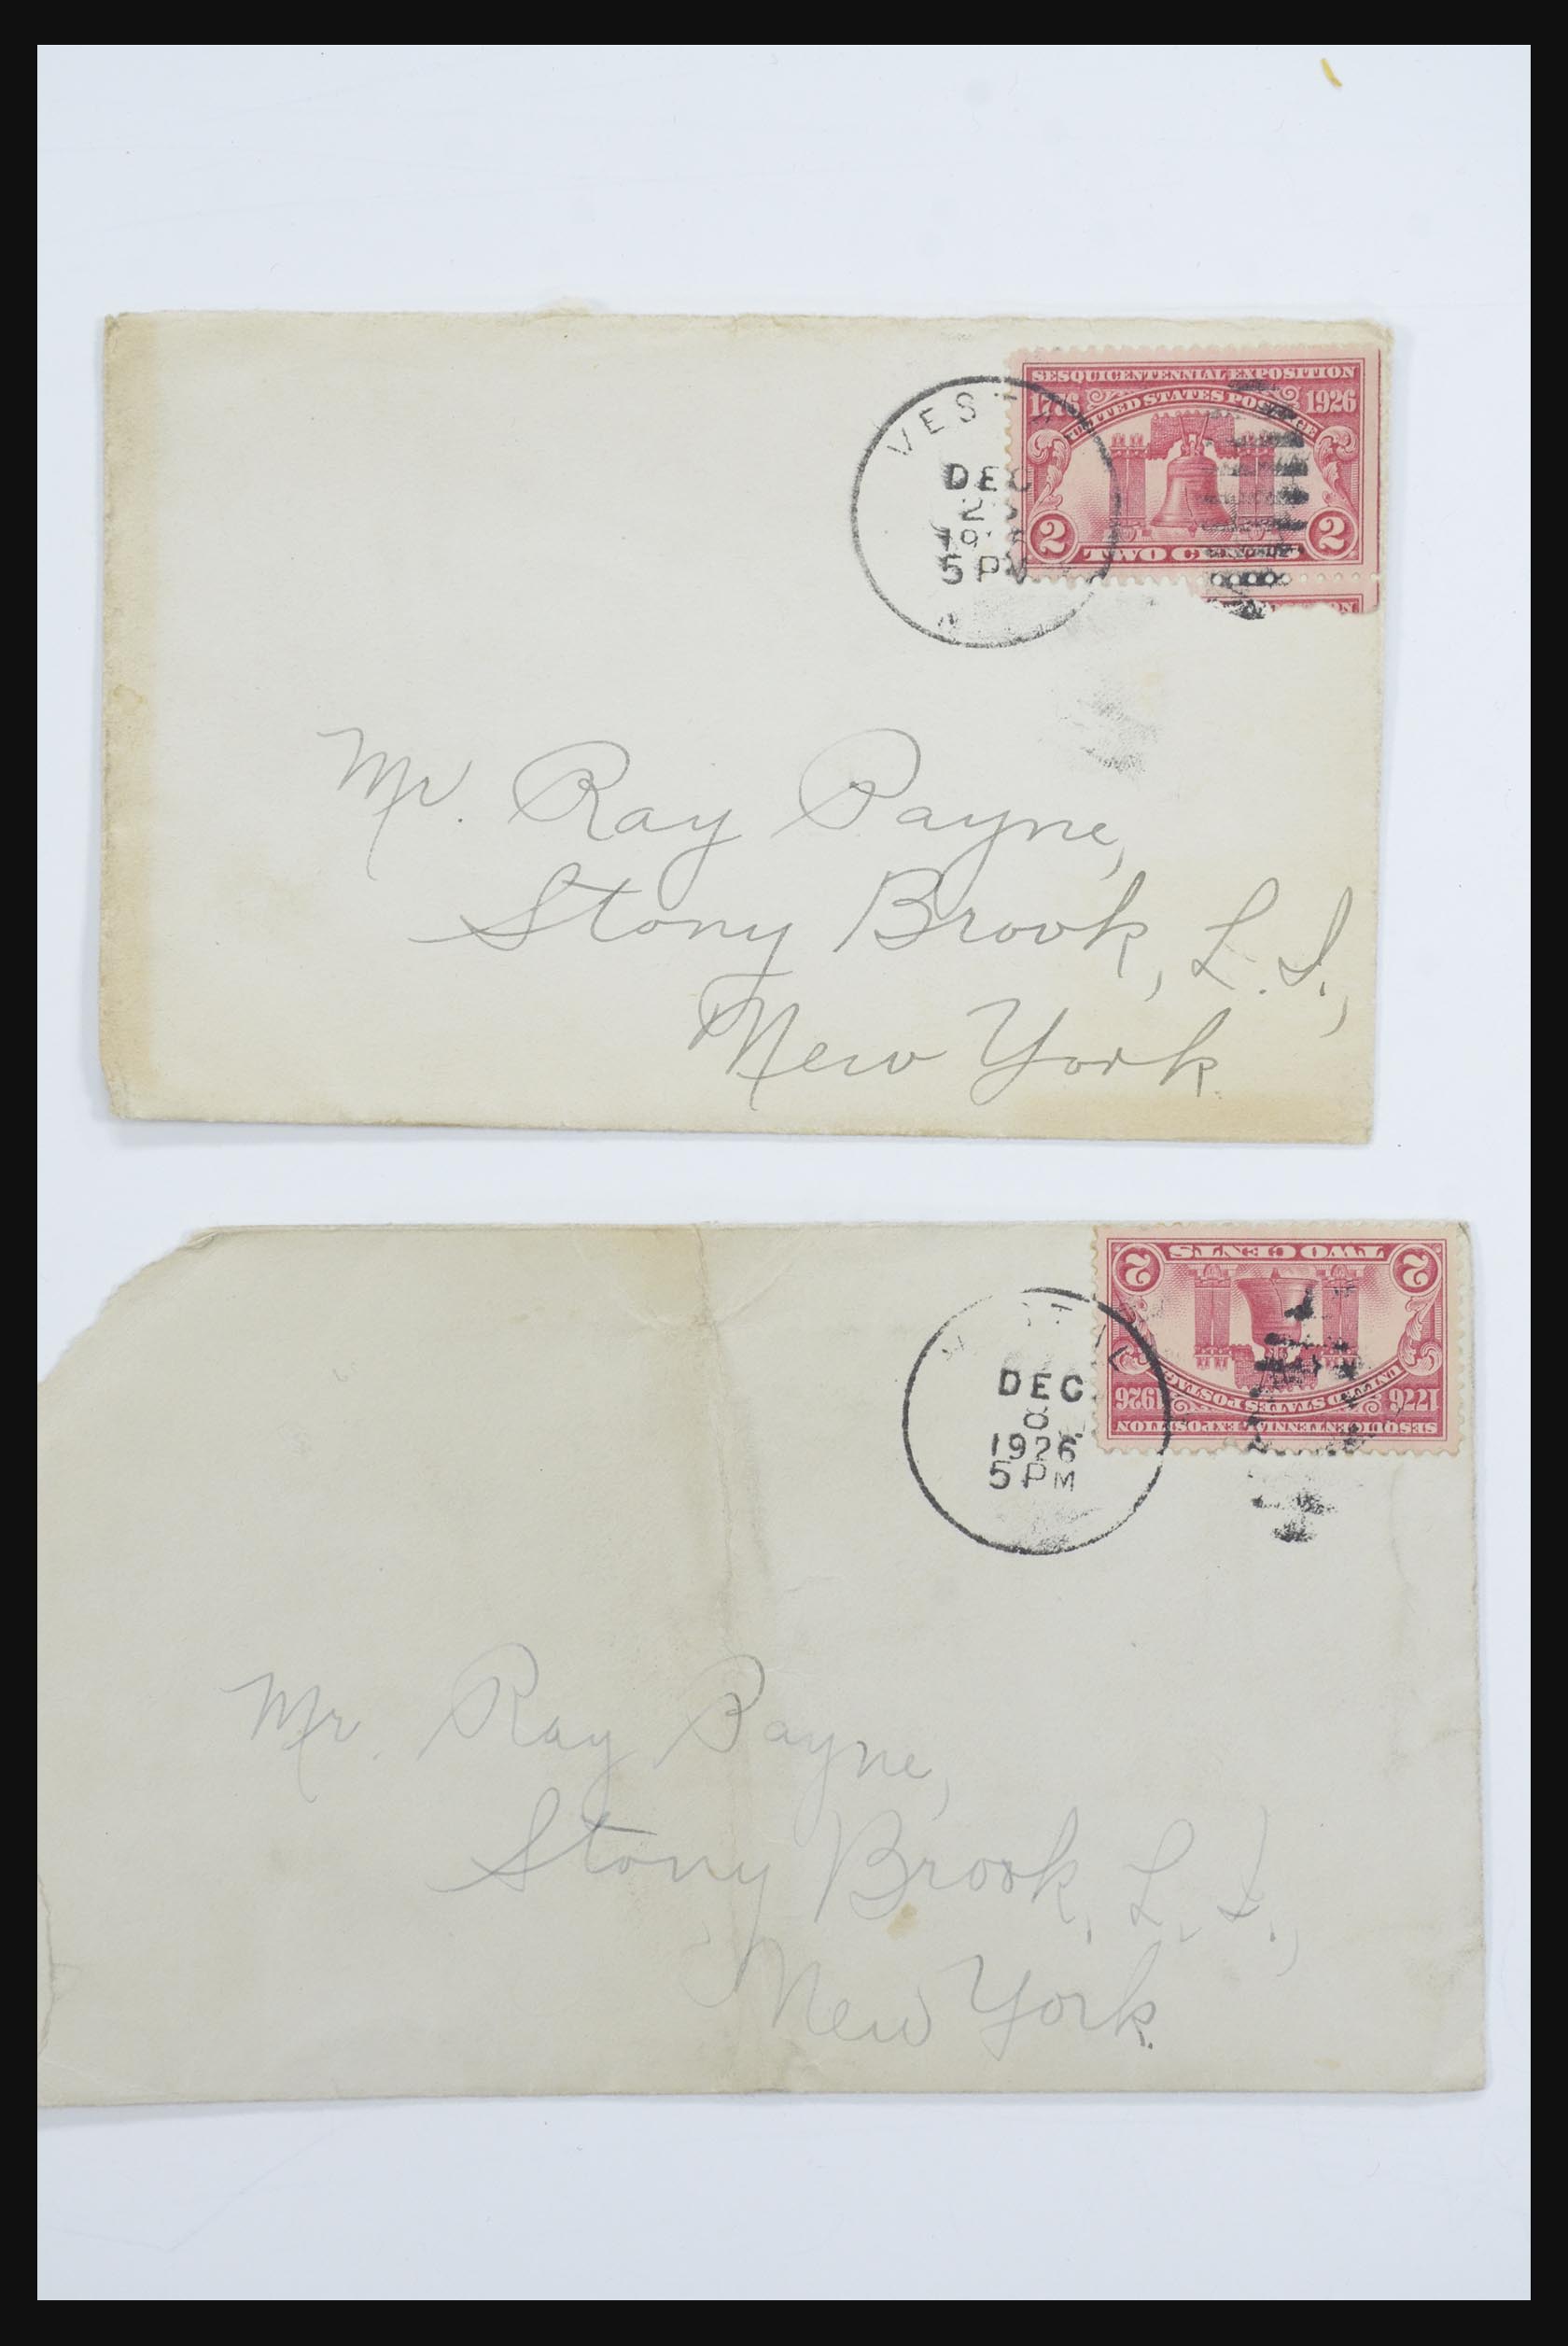 SESQUICENTENNIAL EXPOSITION
1776 1926
UNITED STATES POSTAGE
2 2
TWO
DEC
5 PM
Mr. Ray Payne,
Stony Brook, L.I.,
New York.
TWO CENTS
2 2
UNITED STATES POSTAGE
1776 1926
SESQUICENTENNIAL EXPOSITION
DEC
8
1926
5 PM
Mr. Ray Payne,
Stony Brook, L.I.,
New York.